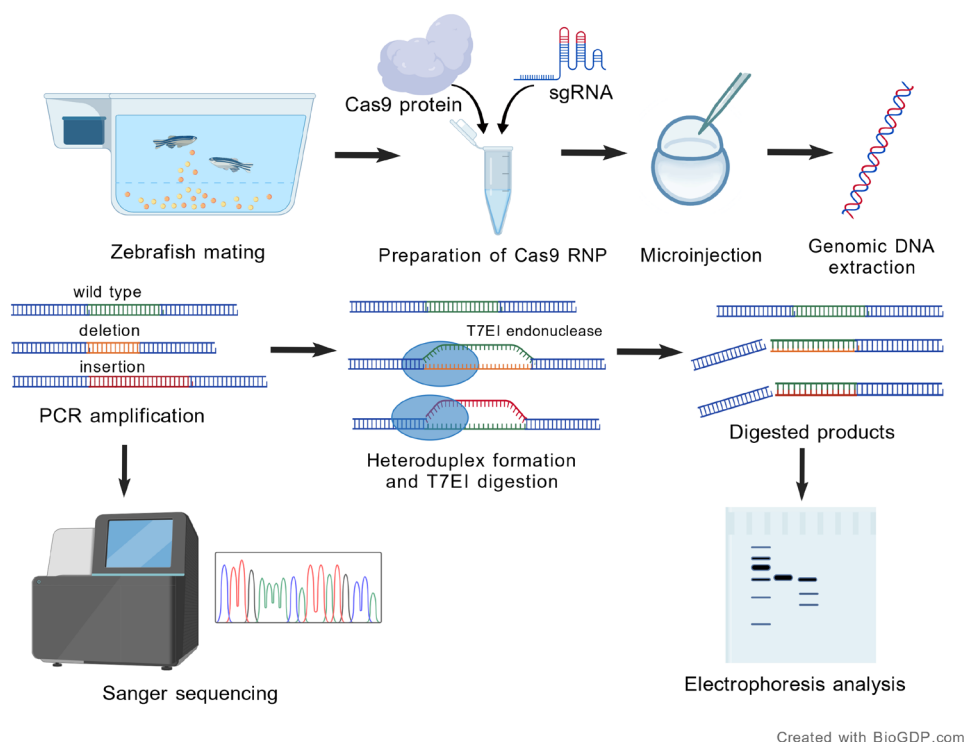 Cas9 protein
sgRNA
Zebrafish mating
Preparation of Cas9 RNP
Microinjection
Genomic DNA
extraction
wild type
deletion
insertion
PCR amplification
T7EI endonuclease
Heteroduplex formation
and T7EI digestion
Digested products
Sanger sequencing
Electrophoresis analysis
Created with BioGDP.com